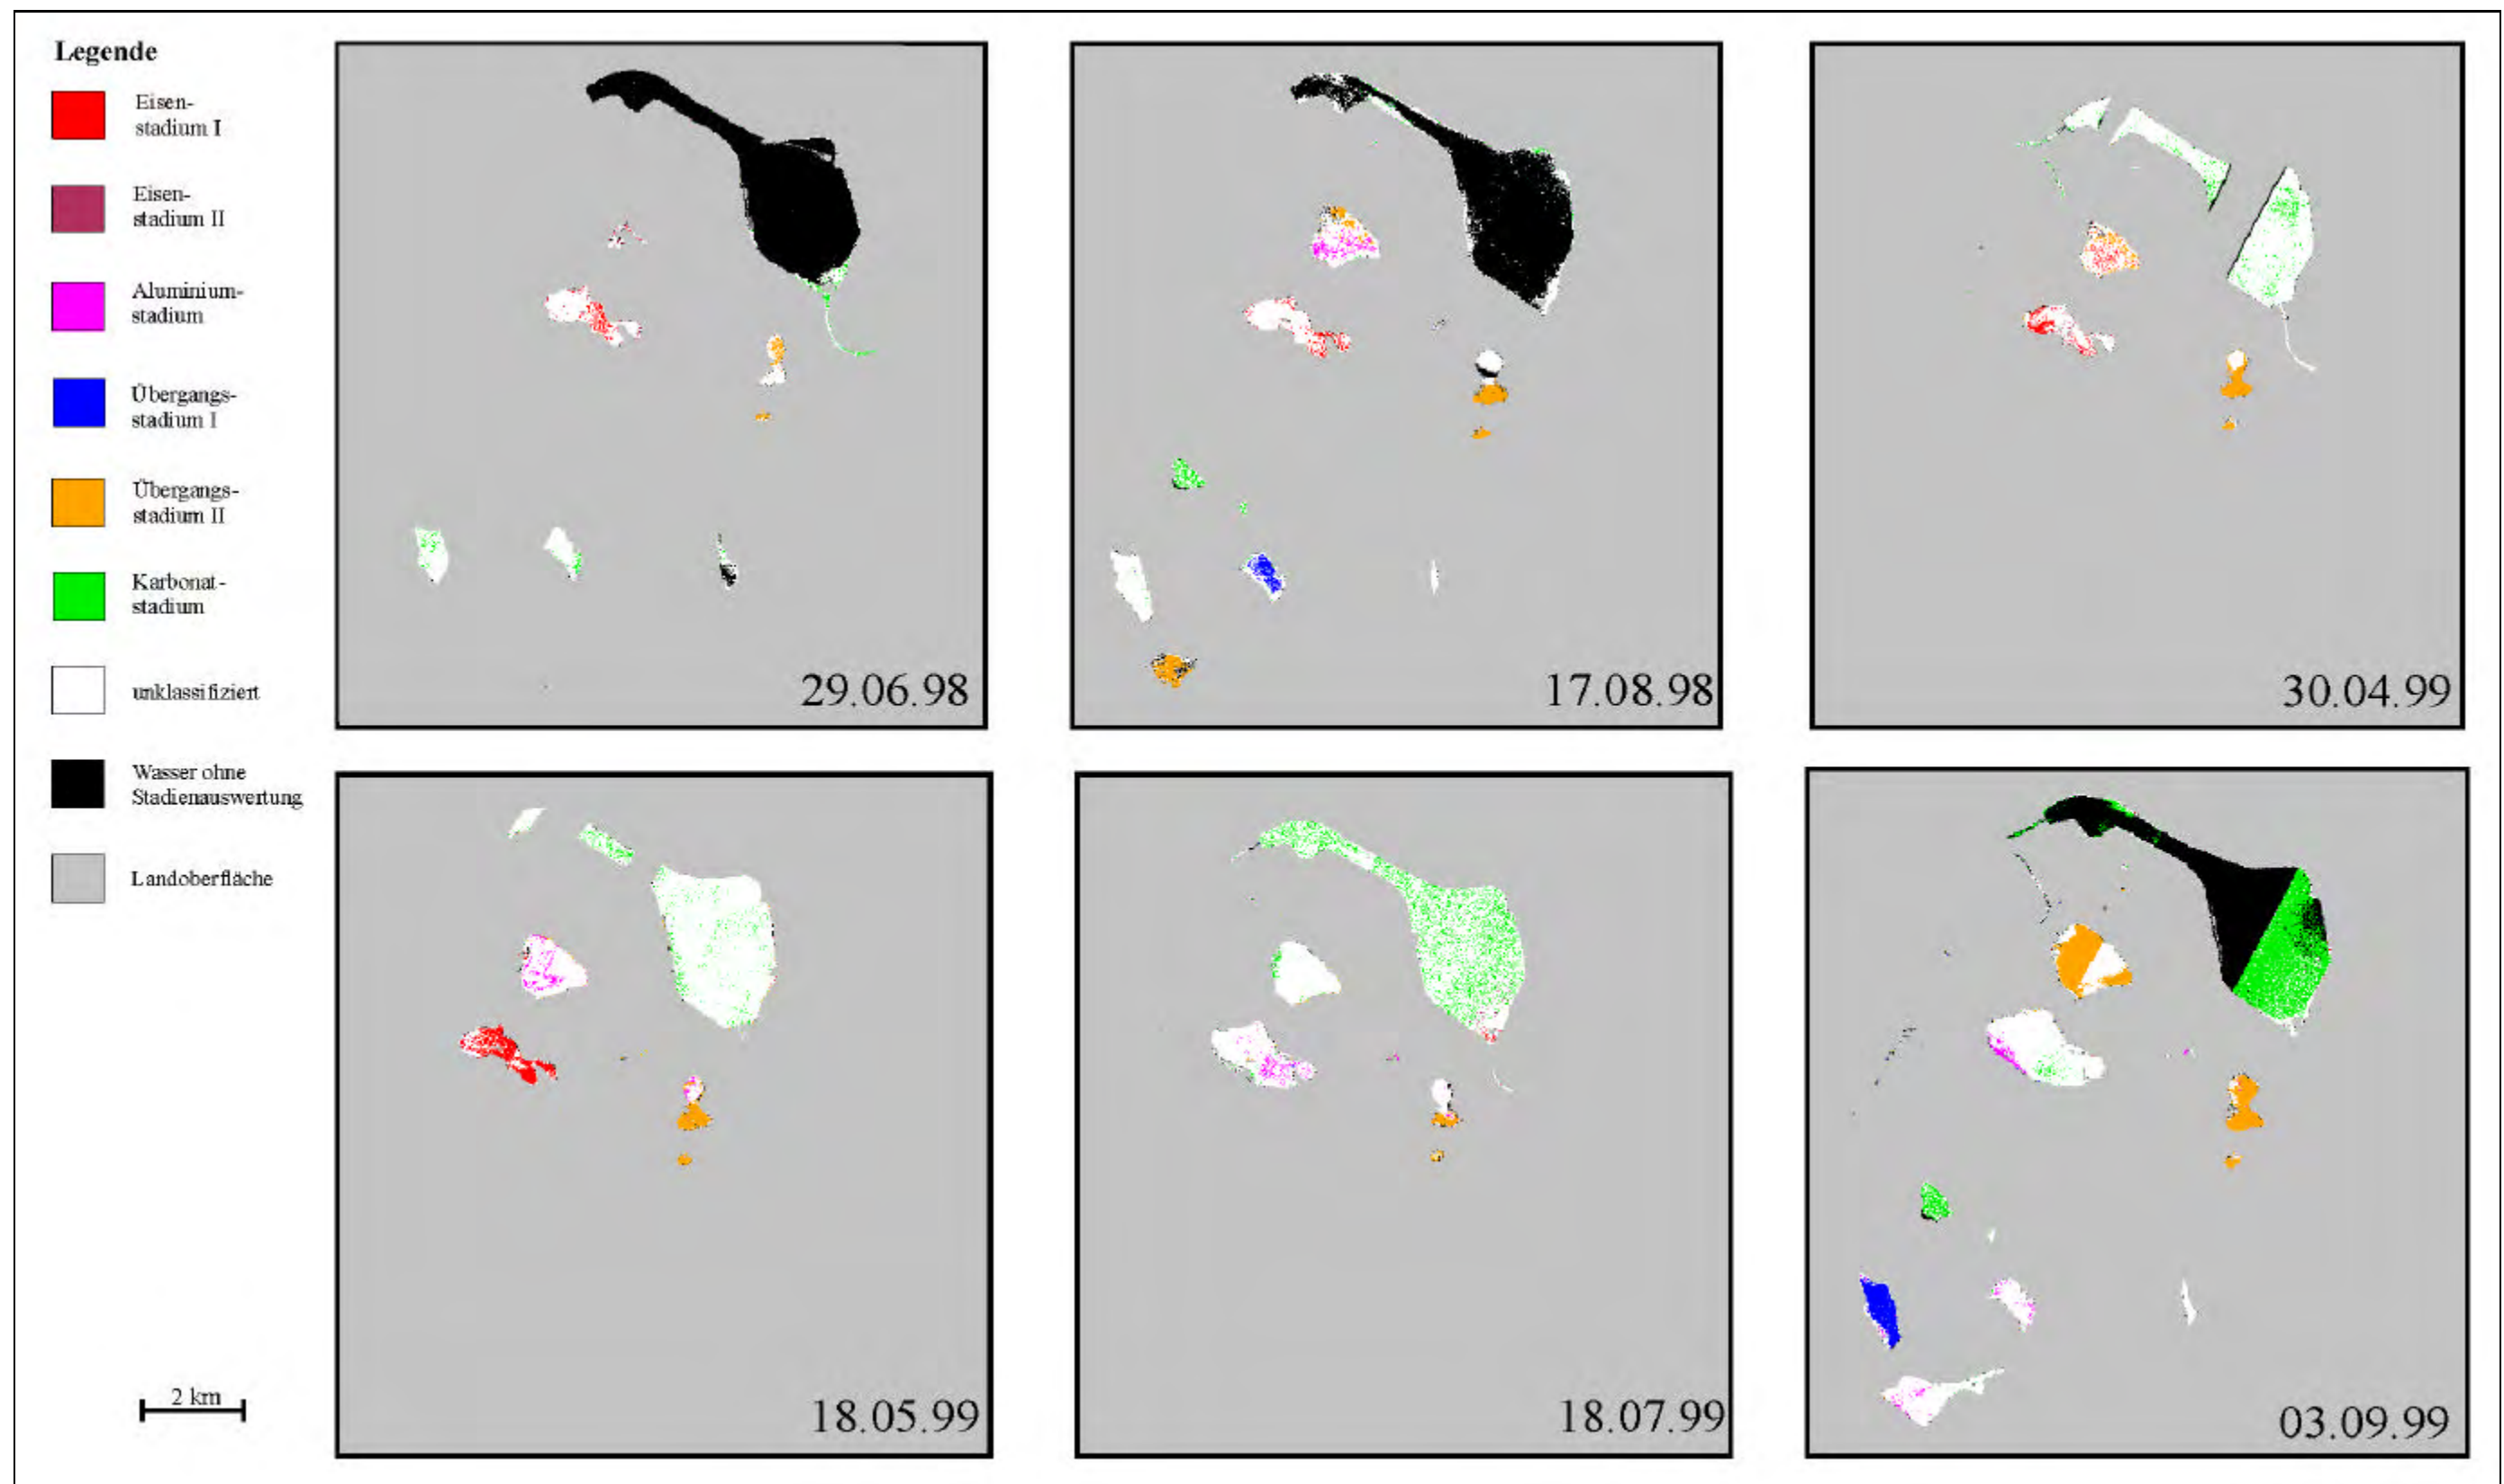 Legende
Eisen-
stadium I
Eisen-
stadium II
Aluminium-
stadium
Übergangs-
stadium I
Übergangs-
stadium II
Karbonat-
stadium
unklassifiziert
Wasser ohne
Stadienauswertung
Landoberfläche
2 km
29.06.98
17.08.98
30.04.99
18.05.99
18.07.99
03.09.99